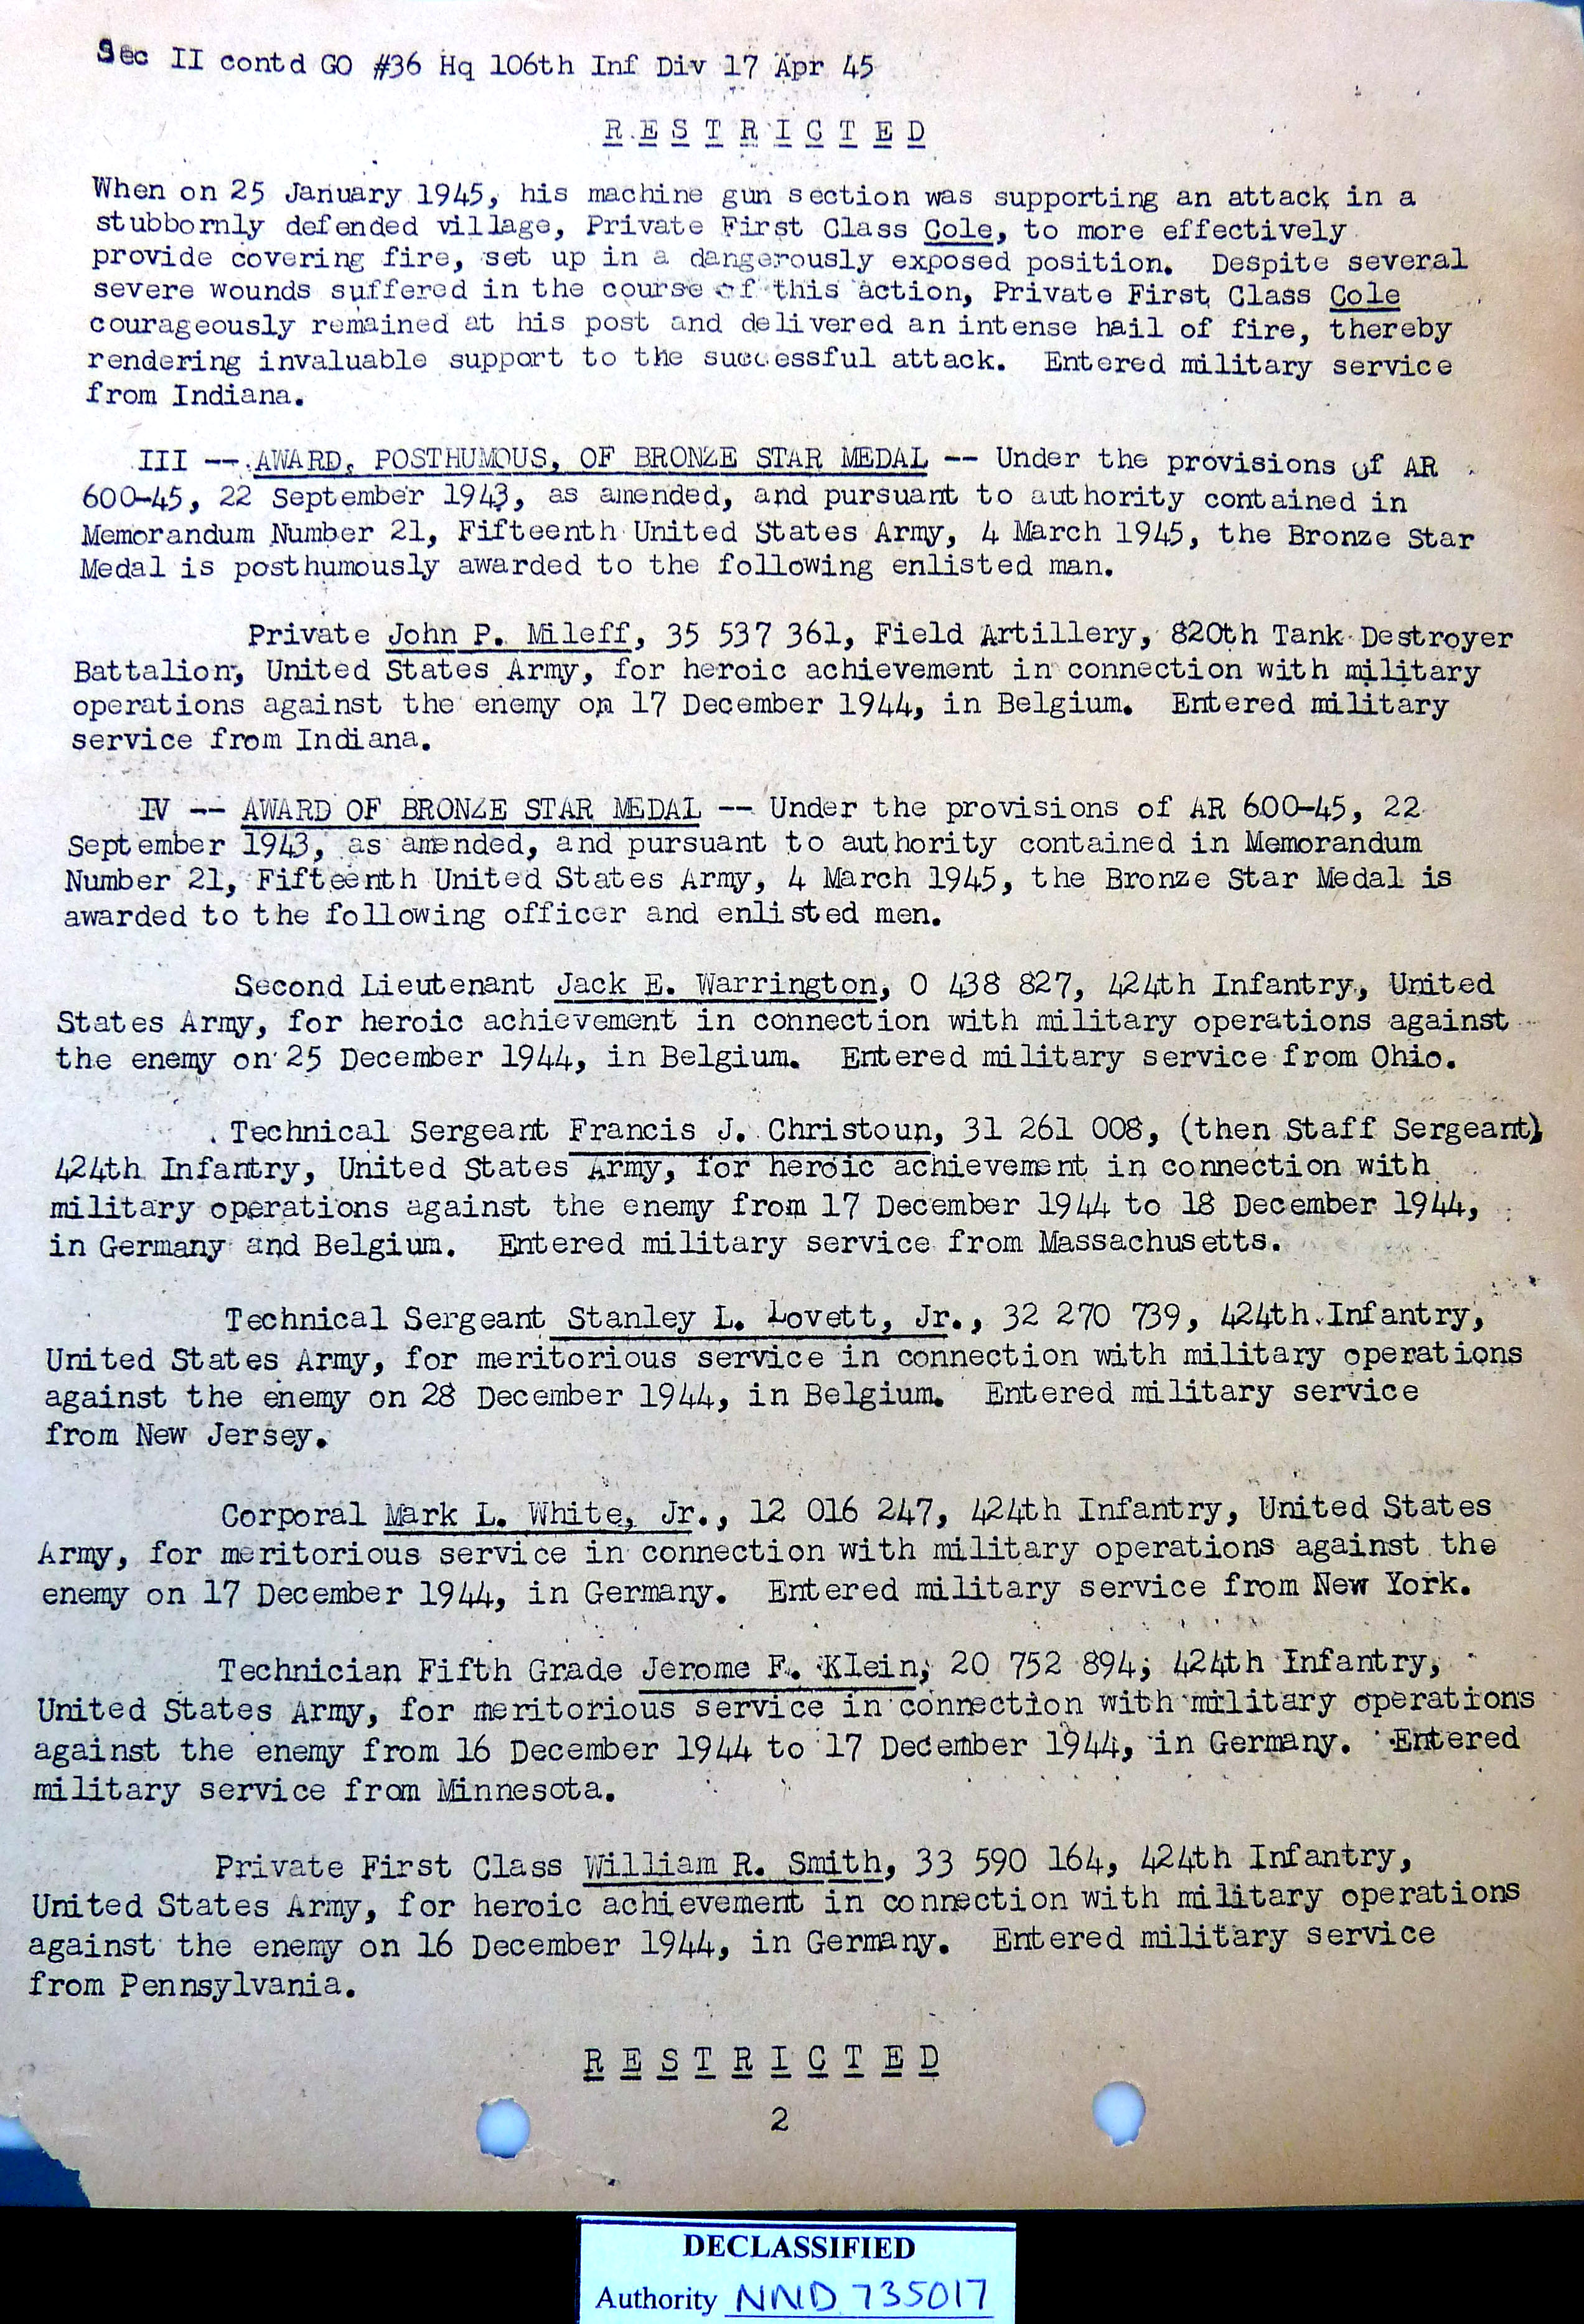 Sec II contd GO #36 Hq 106th Inf Div 17 Apr 45
R E S T R I C T E D
When on 25 January 1945, his machine gun section was supporting an attack in a
stubbornly defended village, Private First Class Cole, to more effectively
provide covering fire, set up in a dangerously exposed position. Despite several
severe wounds suffered in the course of this action, Private First Class Cole
courageously remained at his post and delivered an intense hail of fire, thereby
rendering invaluable support to the successful attack. Entered military service
from Indiana.
III -- AWARD, POSTHUMOUS, OF BRONZE STAR MEDAL -- Under the provisions of AR
600-45, 22 September 1943, as amended, and pursuant to authority contained in
Memorandum Number 21, Fifteenth United States Army, 4 March 1945, the Bronze Star
Medal is posthumously awarded to the following enlisted man.
Private John P. Mileff, 35 537 361, Field Artillery, 820th Tank Destroyer
Battalion, United States Army, for heroic achievement in connection with military
operations against the enemy on 17 December 1944, in Belgium. Entered military
service from Indiana.
IV -- AWARD OF BRONZE STAR MEDAL -- Under the provisions of AR 600-45, 22
September 1943, as amended, and pursuant to authority contained in Memorandum
Number 21, Fifteenth United States Army, 4 March 1945, the Bronze Star Medal is
awarded to the following officer and enlisted men.
Second Lieutenant Jack E. Warrington, O 438 827, 424th Infantry, United
States Army, for heroic achievement in connection with military operations against
the enemy on 25 December 1944, in Belgium. Entered military service from Ohio.
Technical Sergeant Francis J. Christoun, 31 261 008, (then Staff Sergeant)
424th Infantry, United States Army, for heroic achievement in connection with
military operations against the enemy from 17 December 1944 to 18 December 1944,
in Germany and Belgium. Entered military service from Massachusetts.
Technical Sergeant Stanley L. Lovett, Jr., 32 270 739, 424th Infantry,
United States Army, for meritorious service in connection with military operations
against the enemy on 28 December 1944, in Belgium. Entered military service
from New Jersey.
Corporal Mark L. White, Jr., 12 016 247, 424th Infantry, United States
Army, for meritorious service in connection with military operations against the
enemy on 17 December 1944, in Germany. Entered military service from New York.
Technician Fifth Grade Jerome F. Klein, 20 752 894, 424th Infantry,
United States Army, for meritorious service in connection with military operations
against the enemy from 16 December 1944 to 17 December 1944, in Germany. Entered
military service from Minnesota.
Private First Class William R. Smith, 33 590 164, 424th Infantry,
United States Army, for heroic achievement in connection with military operations
against the enemy on 16 December 1944, in Germany. Entered military service
from Pennsylvania.
R E S T R I C T E D
2
DECLASSIFIED
Authority NND 735017